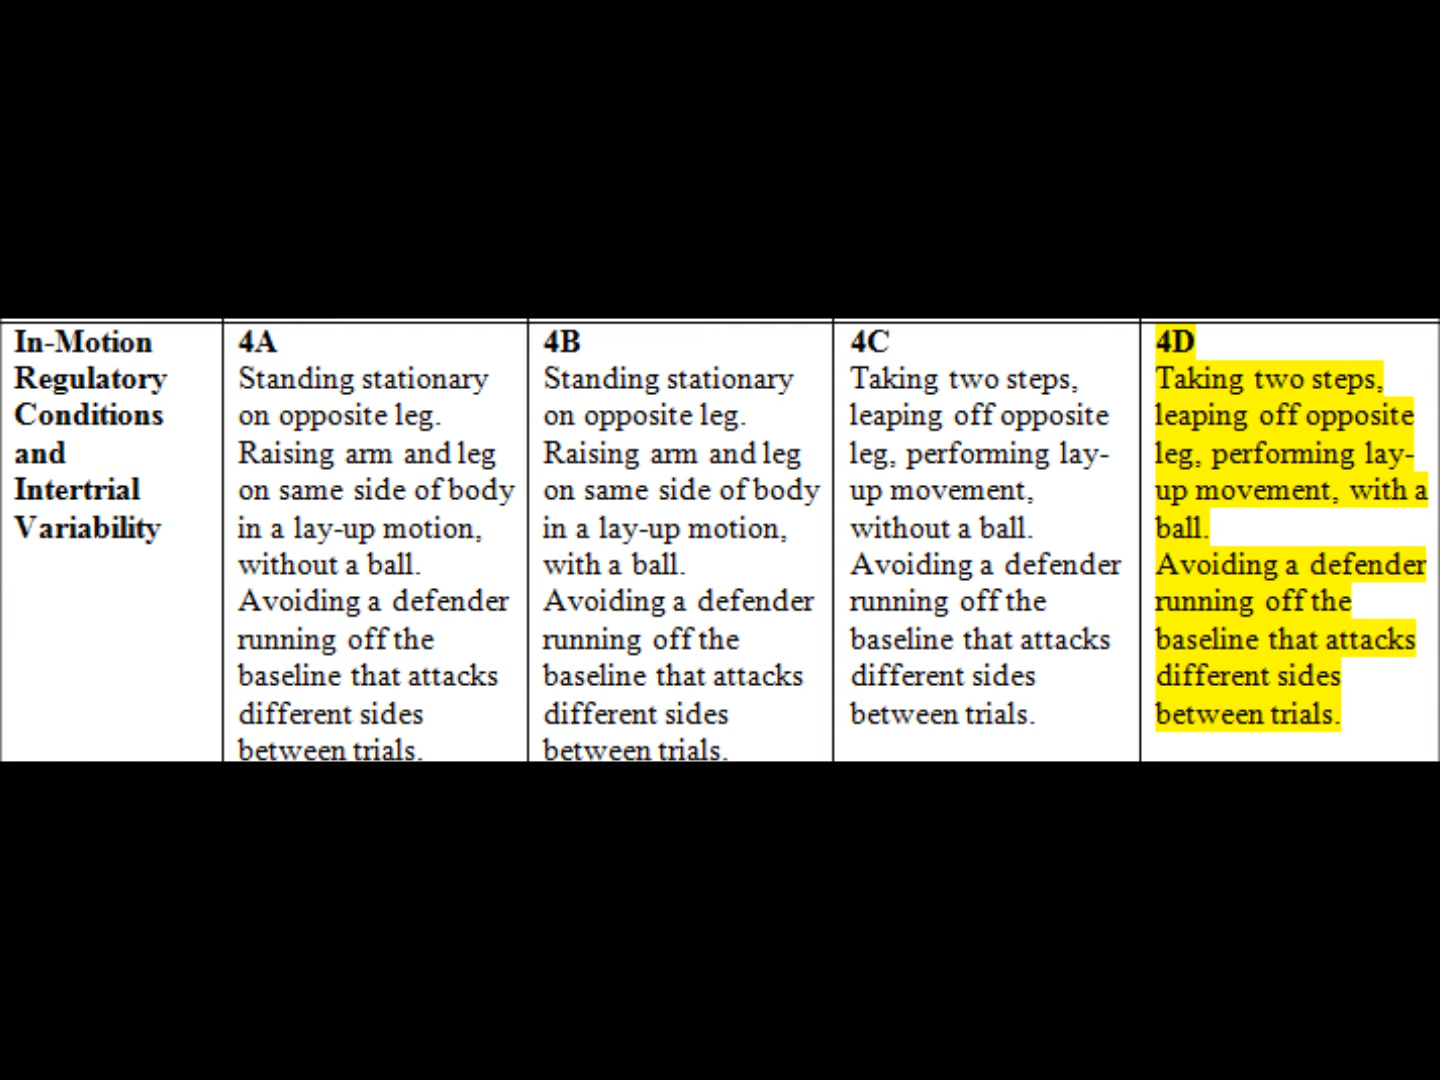 In-Motion
Regulatory
Conditions
and
Intertrial
Variability
4A
Standing stationary
on opposite leg.
Raising arm and leg
on same side of body
in a lay-up motion,
without a ball.
Avoiding a defender
running off the
baseline that attacks
different sides
between trials.
4B
Standing stationary
on opposite leg.
Raising arm and leg
on same side of body
in a lay-up motion,
with a ball.
Avoiding a defender
running off the
baseline that attacks
different sides
between trials.
4C
Taking two steps,
leaping off opposite
leg, performing lay-
up movement,
without a ball.
Avoiding a defender
running off the
baseline that attacks
different sides
between trials.
4D
Taking two steps,
leaping off opposite
leg, performing lay-
up movement, with a
ball.
Avoiding a defender
running off the
baseline that attacks
different sides
between trials.